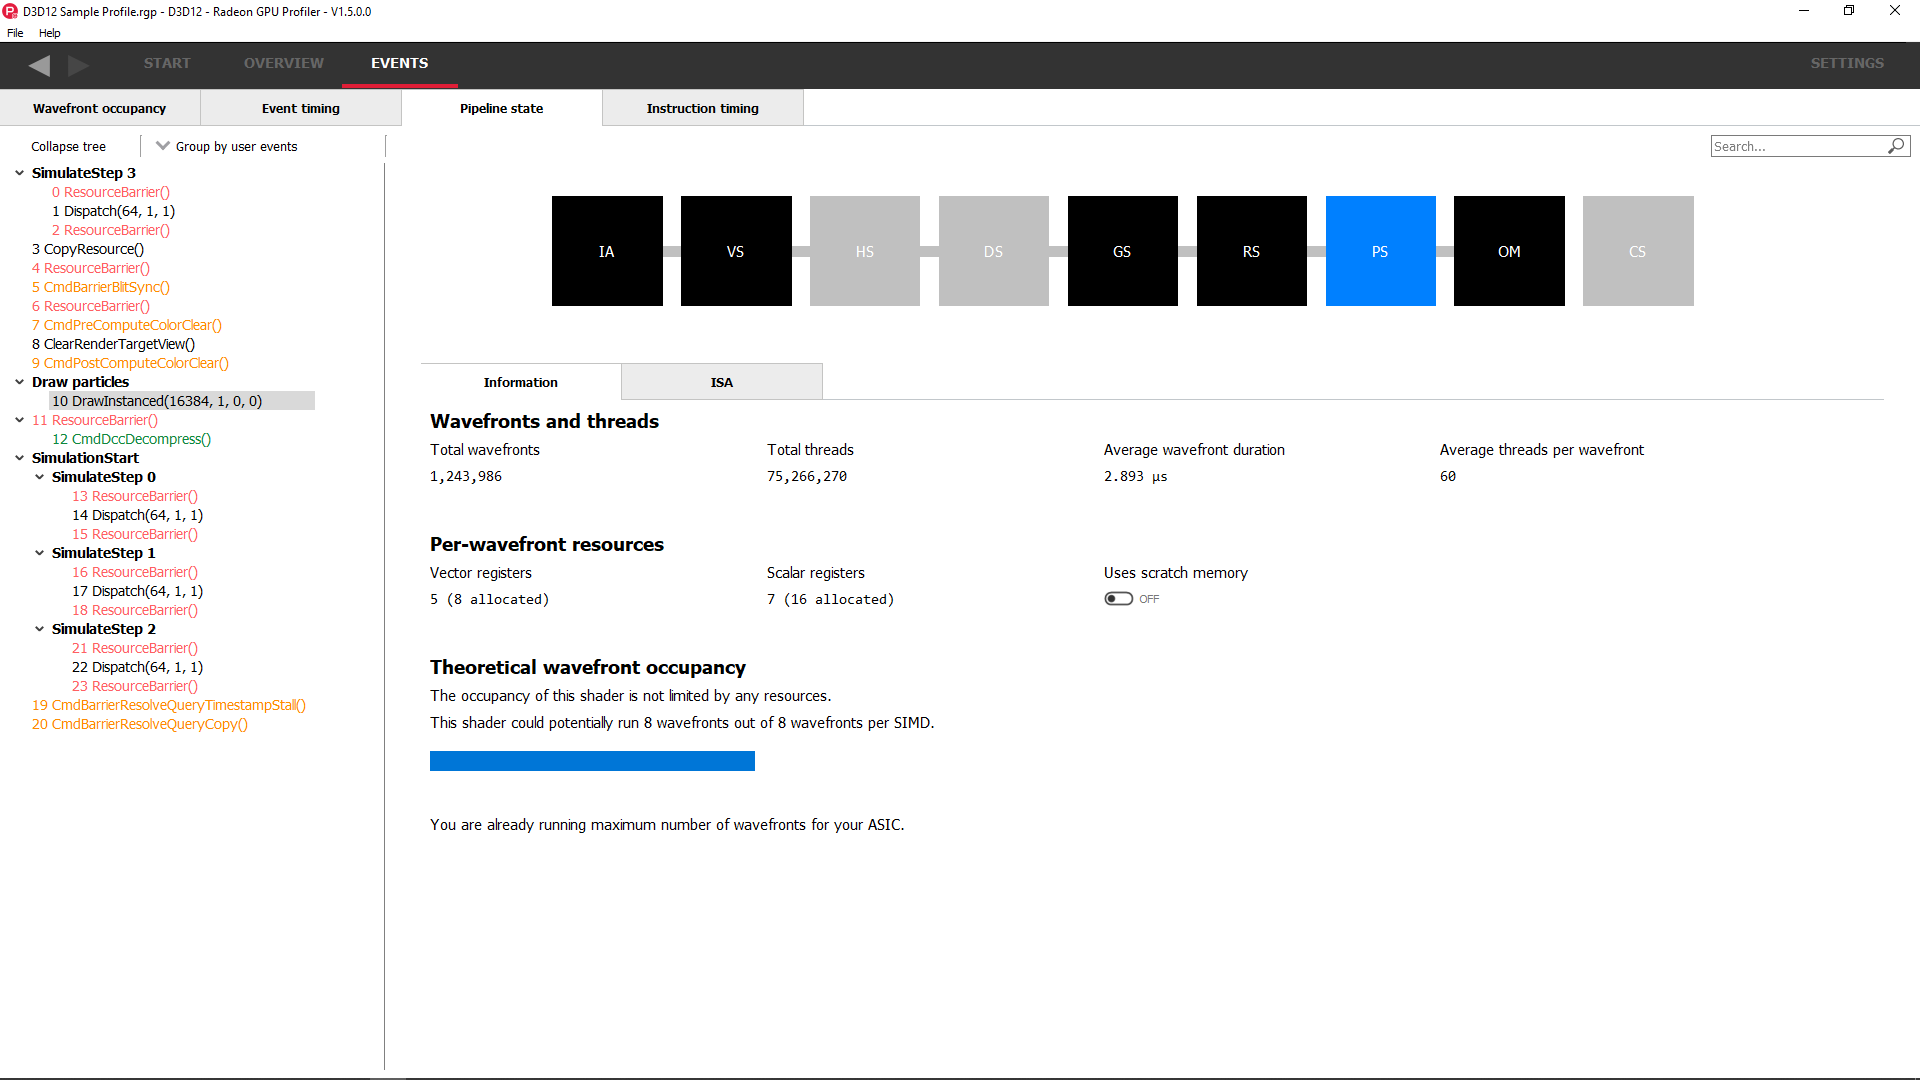 D3D12 Sample Profile.rgp - D3D12 - Radeon GPU Profiler - V1.5.0.0
File Help
START OVERVIEW EVENTS SETTINGS
Wavefront occupancy Event timing Pipeline state Instruction timing
Collapse tree Group by user events Search...
SimulateStep 3
0 ResourceBarrier()
1 Dispatch(64, 1, 1)
2 ResourceBarrier()
3 CopyResource()
4 ResourceBarrier()
5 CmdBarrierBlitSync()
6 ResourceBarrier()
7 CmdPreComputeColorClear()
8 ClearRenderTargetView()
9 CmdPostComputeColorClear()
Draw particles
10 DrawInstanced(16384, 1, 0, 0)
11 ResourceBarrier()
12 CmdDccDecompress()
SimulationStart
SimulateStep 0
13 ResourceBarrier()
14 Dispatch(64, 1, 1)
15 ResourceBarrier()
SimulateStep 1
16 ResourceBarrier()
17 Dispatch(64, 1, 1)
18 ResourceBarrier()
SimulateStep 2
21 ResourceBarrier()
22 Dispatch(64, 1, 1)
23 ResourceBarrier()
19 CmdBarrierResolveQueryTimestampStall()
20 CmdBarrierResolveQueryCopy()
IA VS HS DS GS RS PS OM CS
Information ISA
Wavefronts and threads
Total wavefronts Total threads Average wavefront duration Average threads per wavefront
1,243,986 75,266,270 2.893 µs 60
Per-wavefront resources
Vector registers Scalar registers Uses scratch memory
5 (8 allocated) 7 (16 allocated) OFF
Theoretical wavefront occupancy
The occupancy of this shader is not limited by any resources.
This shader could potentially run 8 wavefronts out of 8 wavefronts per SIMD.
You are already running maximum number of wavefronts for your ASIC.